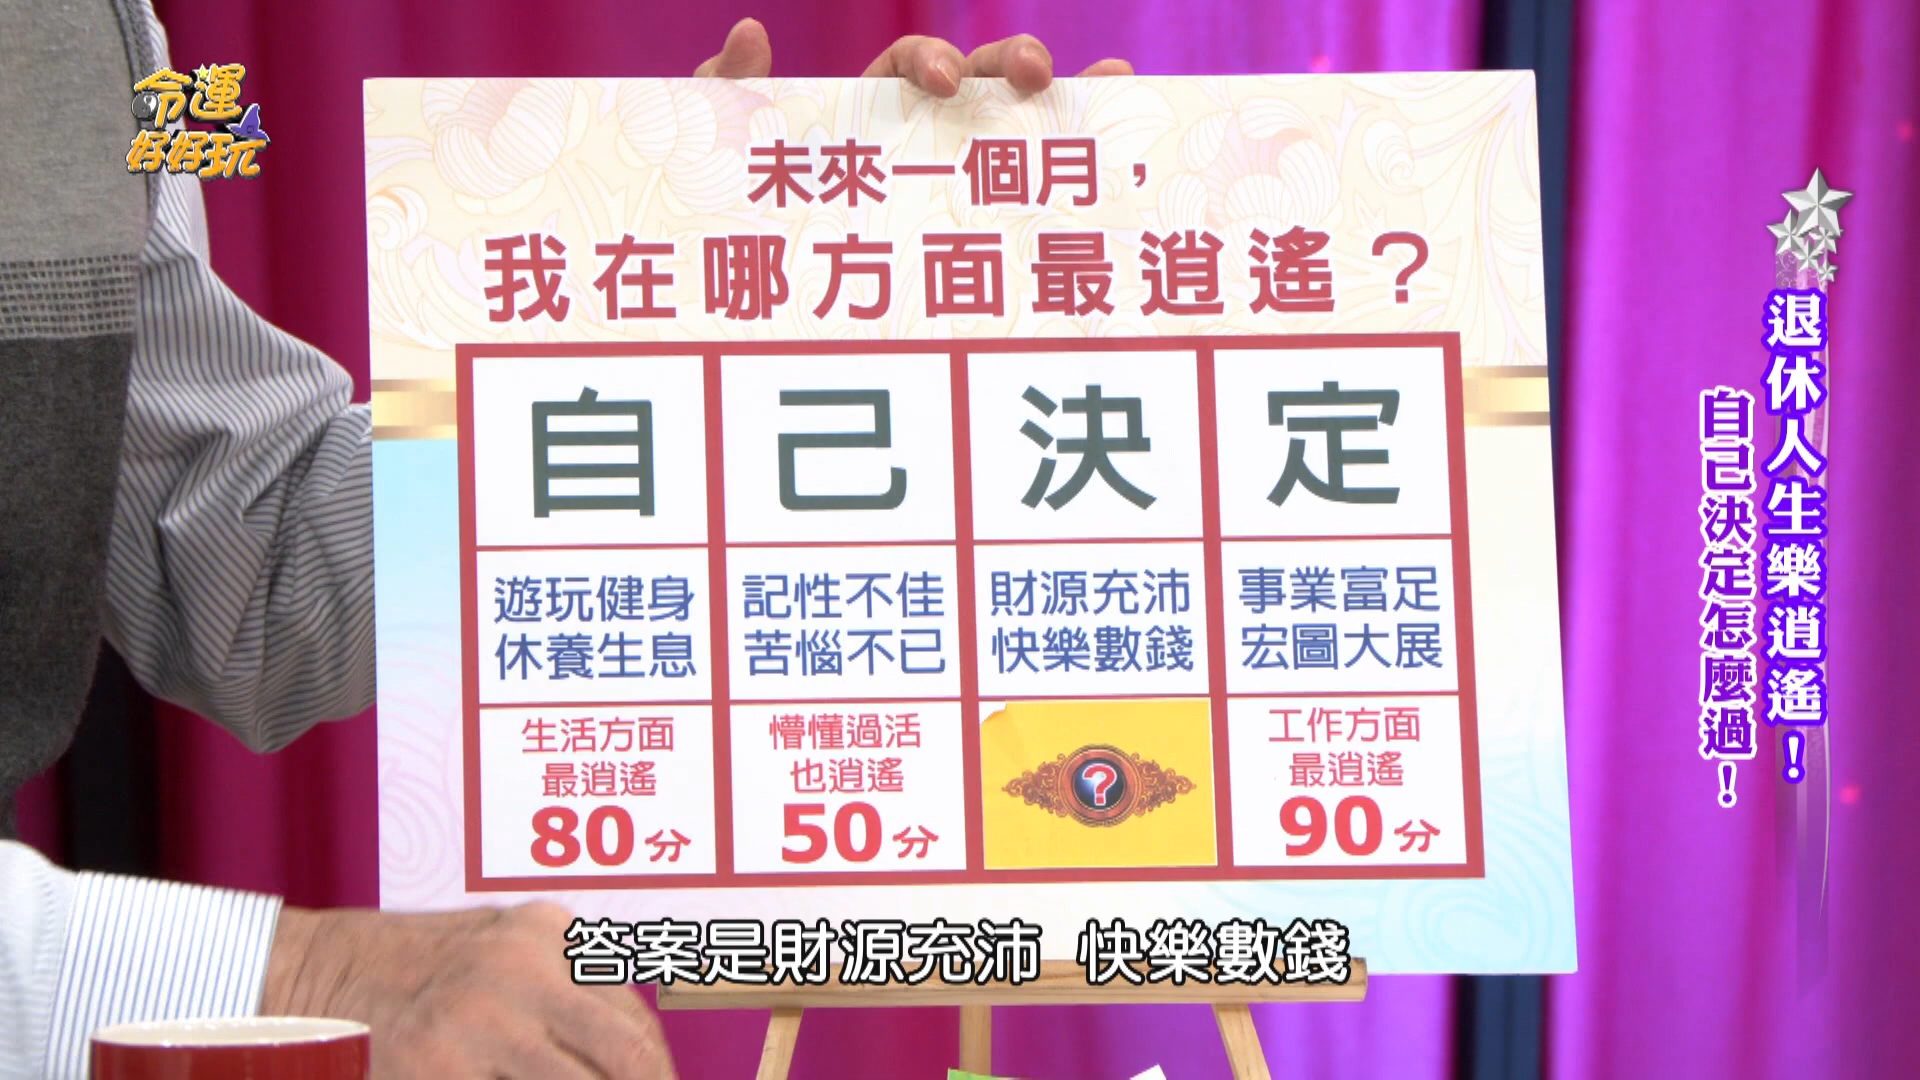 命運
好好玩
未來一個月，
我在哪方面最逍遙？
自 己 決 定
遊玩健身
休養生息
記性不佳
苦惱不已
財源充沛
快樂數錢
事業富足
宏圖大展
生活方面
最逍遙
80分
懵懂過活
也逍遙
50分
?
工作方面
最逍遙
90分
退休人生樂逍遙！
自己決定怎麼過！
答案是財源充沛 快樂數錢